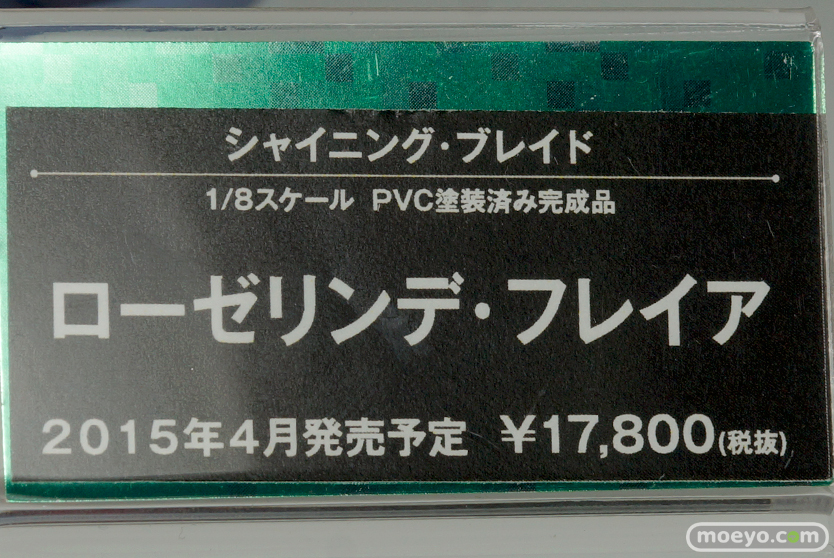 シャイニング・ブレイド
1/8スケール PVC塗装済み完成品
ローゼリンデ・フレイア
2015年4月発売予定 ￥17,800(税抜)
moeyo.com